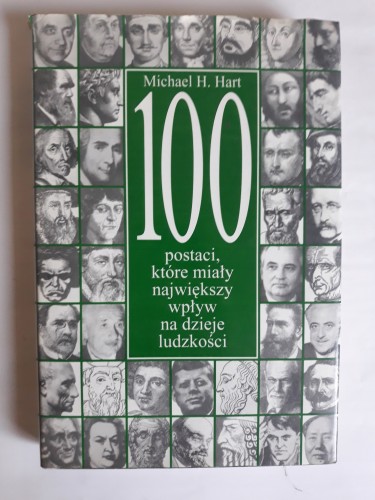 Michael H. Hart
100
postaci,
które miały
największy
wpływ
na dzieje
ludzkości